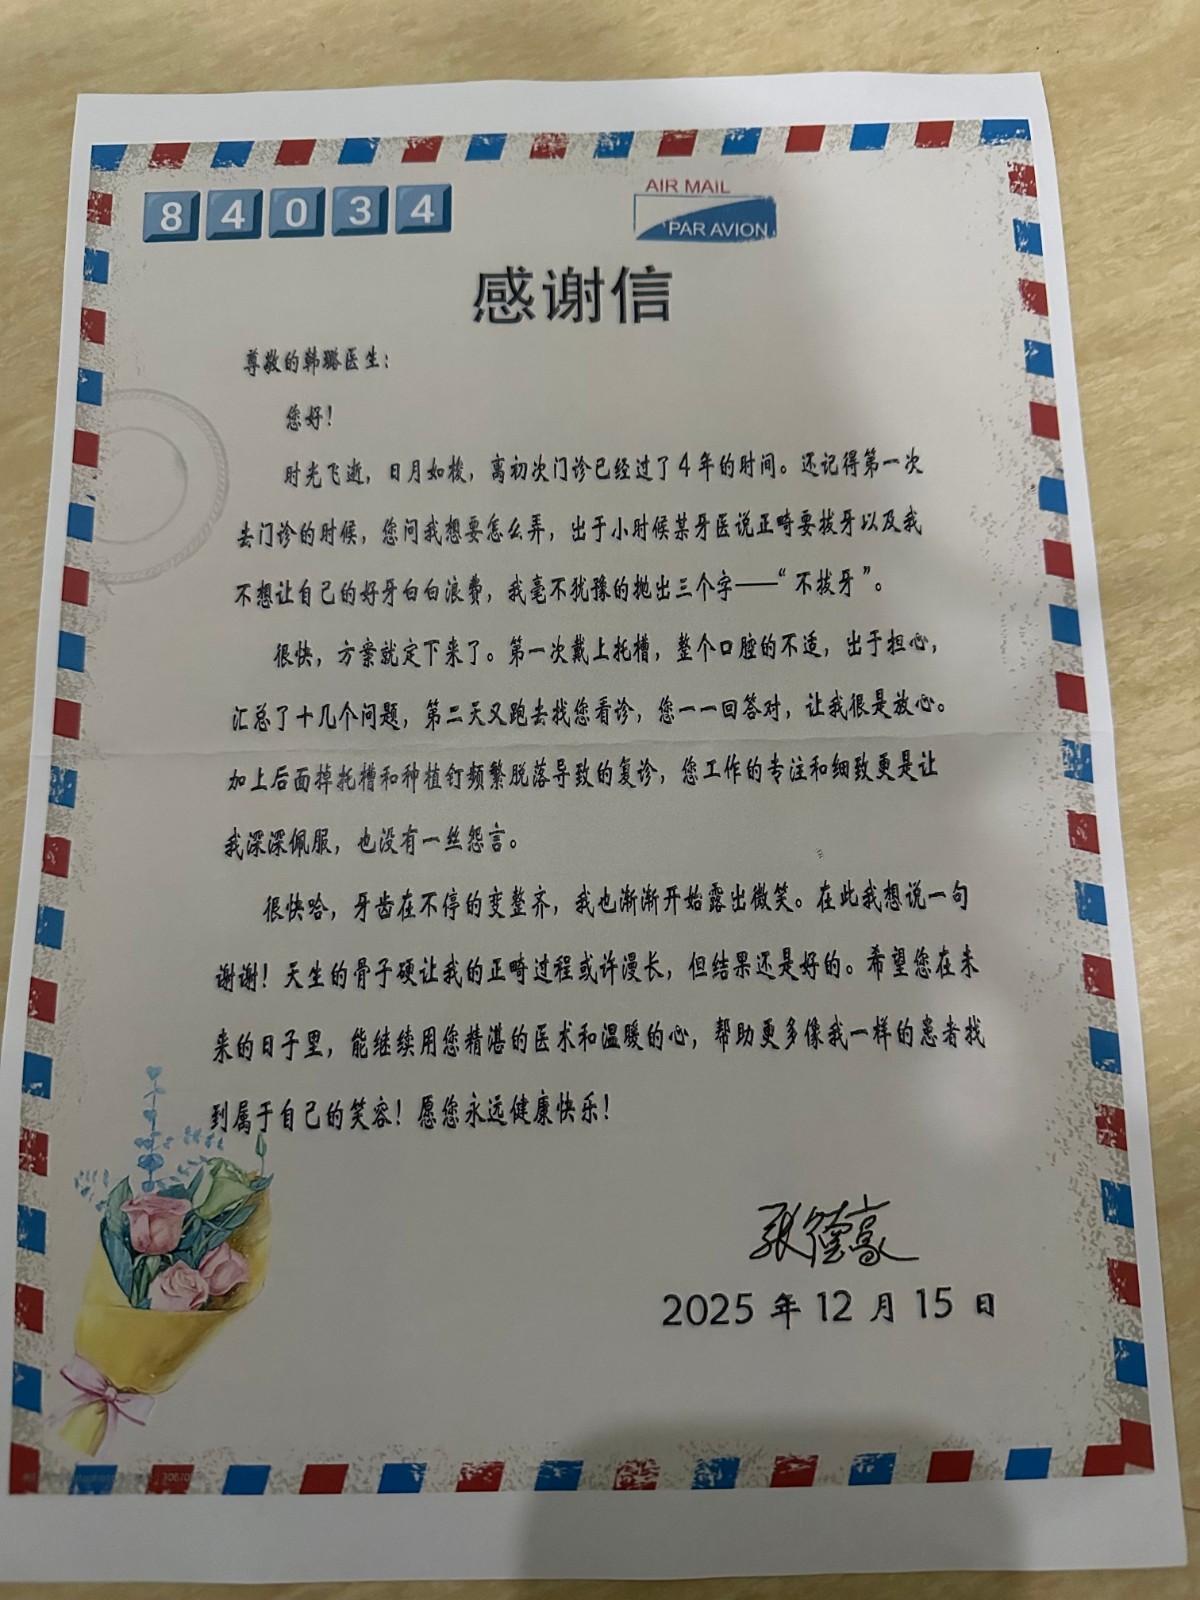 84034
AIR MAIL
PAR AVION
感谢信
尊敬的韩璐医生：
您好！
时光飞逝，日月如梭，离初次门诊已经过了4年的时间。还记得第一次
去门诊的时候，您问我想要怎么弄，出于小时候某牙医说正畸要拔牙以及我
不想让自己的好牙白白浪费，我毫不犹豫的抛出三个字——“不拔牙”。
很快，方案就定下来了。第一次戴上托槽，整个口腔的不适，出于担心，
汇总了十几个问题，第二天又跑去找您看诊，您一一回答对，让我很是放心。
加上后面掉托槽和种植钉频繁脱落导致的复诊，您工作的专注和细致更是让
我深深佩服，也没有一丝怨言。
很快哈，牙齿在不停的变整齐，我也渐渐开始露出微笑。在此我想说一句
谢谢！天生的骨子硬让我的正畸过程或许漫长，但结果还是好的。希望您在未
来的日子里，能继续用您精湛的医术和温暖的心，帮助更多像我一样的患者找
到属于自己的笑容！愿您永远健康快乐！
张德豪
2025年12月15日